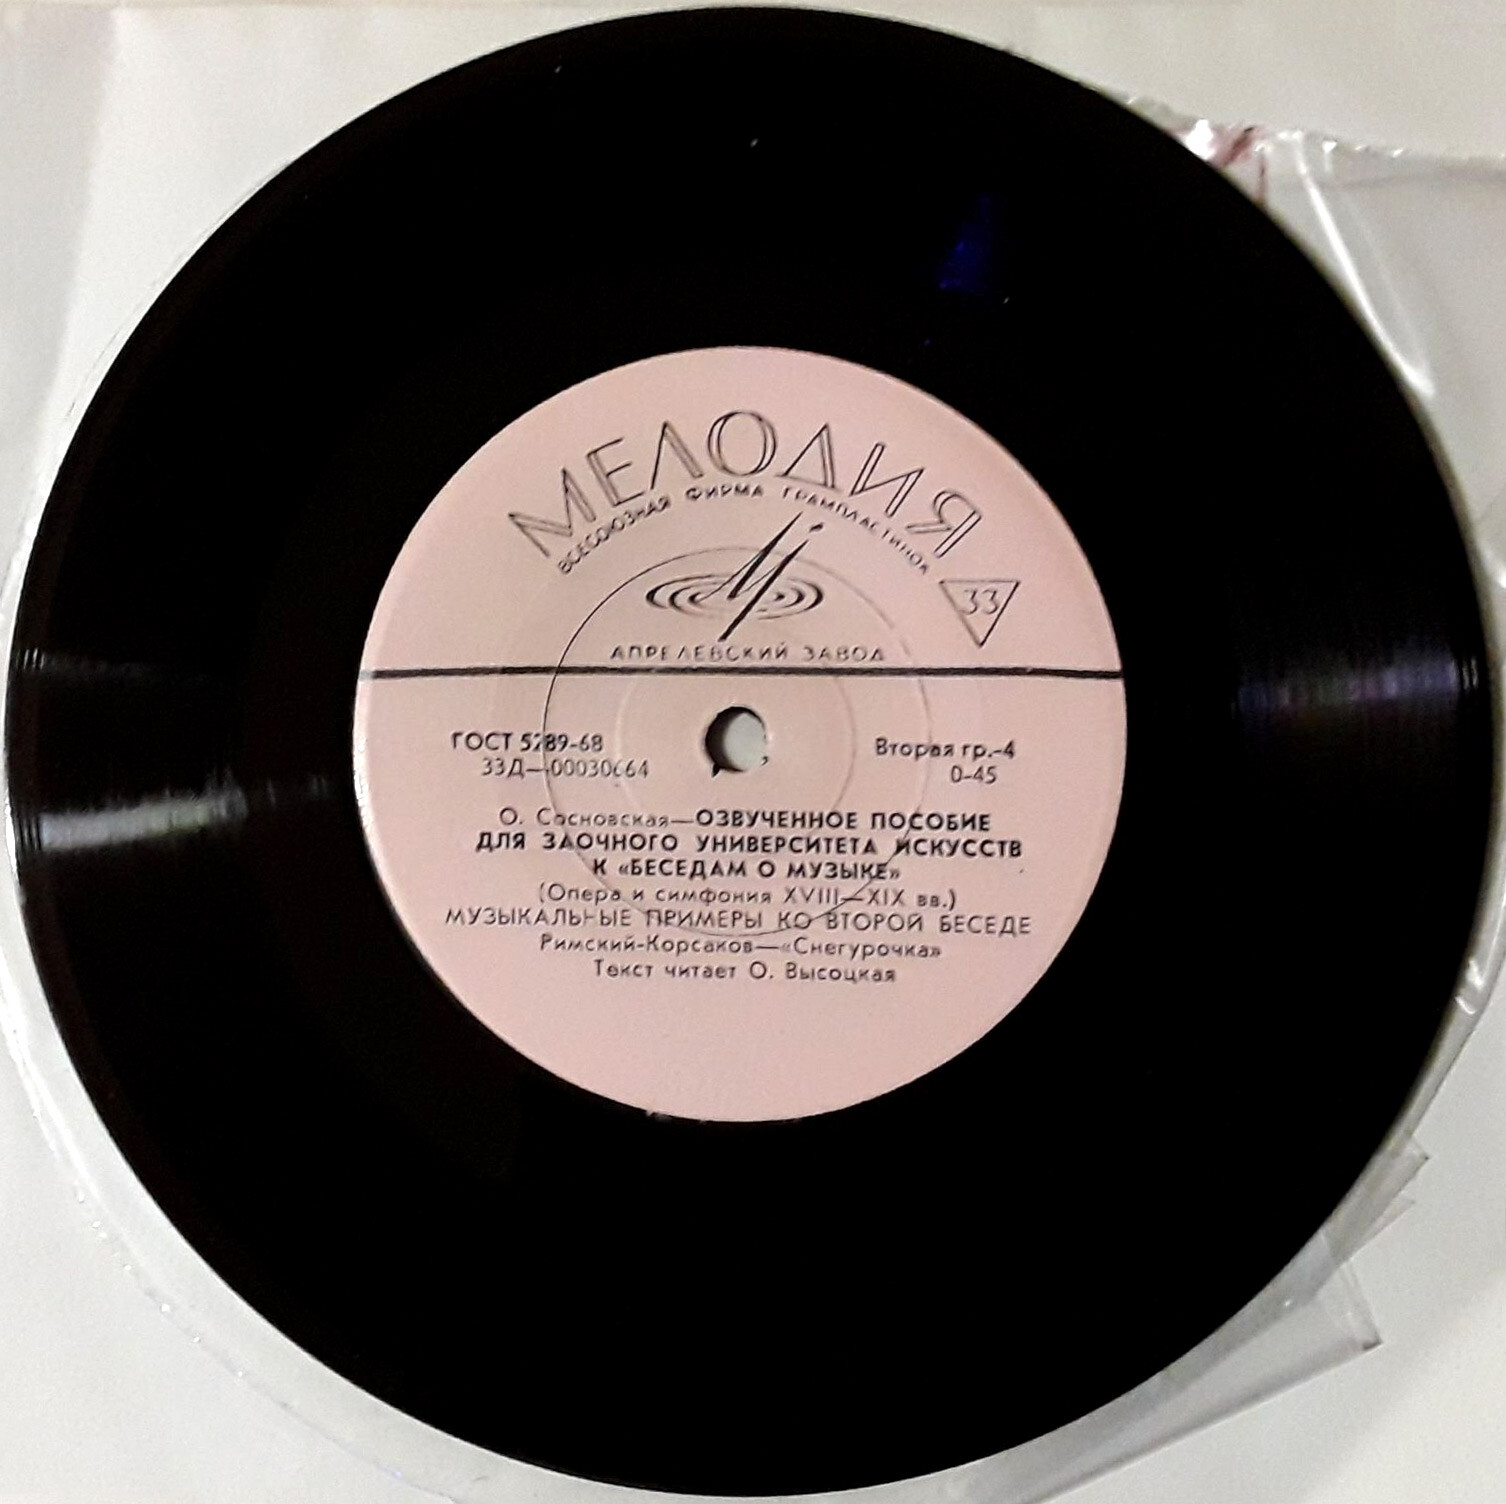 МЕЛОДИЯ
ВСЕСОЮЗНАЯ ФИРМА ГРАМПЛАСТИНОК
33
АПРЕЛЕВСКИЙ ЗАВОД
ГОСТ 5289-68
33Д—00030664
Вторая гр.-4
0-45
О. Сосновская—ОЗВУЧЕННОЕ ПОСОБИЕ
ДЛЯ ЗАОЧНОГО УНИВЕРСИТЕТА ИСКУССТВ
К «БЕСЕДАМ О МУЗЫКЕ»
(Опера и симфония XVIII—XIX вв.)
МУЗЫКАЛЬНЫЕ ПРИМЕРЫ КО ВТОРОЙ БЕСЕДЕ
Римский-Корсаков—«Снегурочка»
Текст читает О. Высоцкая